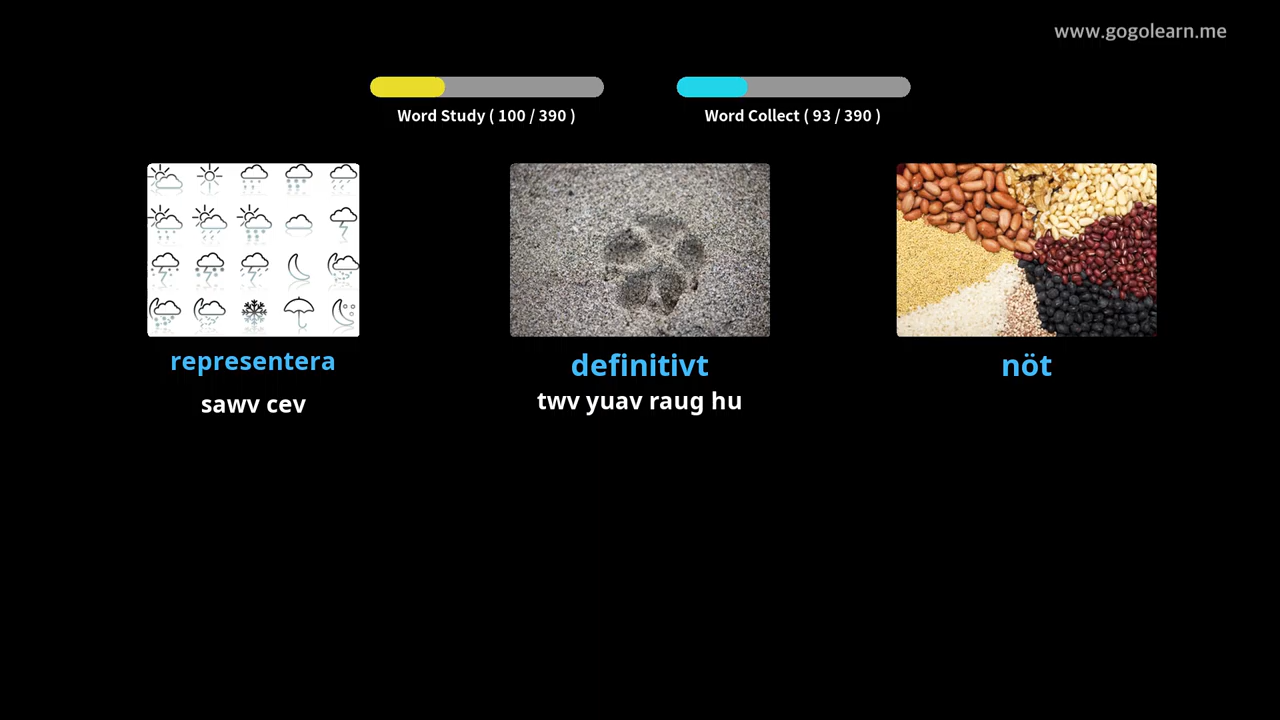 www.gogolearn.me
Word Study ( 100 / 390 )
Word Collect ( 93 / 390 )
representera
sawv cev
definitivt
twv yuav raug hu
nöt